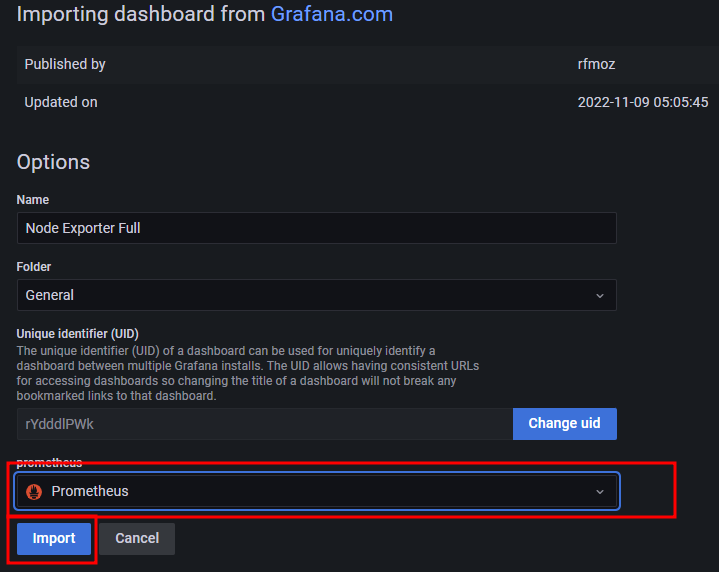 Importing dashboard from Grafana.com
Published by rfmoz
Updated on 2022-11-09 05:05:45
Options
Name
Node Exporter Full
Folder
General
Unique identifier (UID)
The unique identifier (UID) of a dashboard can be used for uniquely identify a
dashboard between multiple Grafana installs. The UID allows having consistent URLs
for accessing dashboards so changing the title of a dashboard will not break any
bookmarked links to that dashboard.
rYdddlPWk Change uid
prometheus
Prometheus
Import Cancel